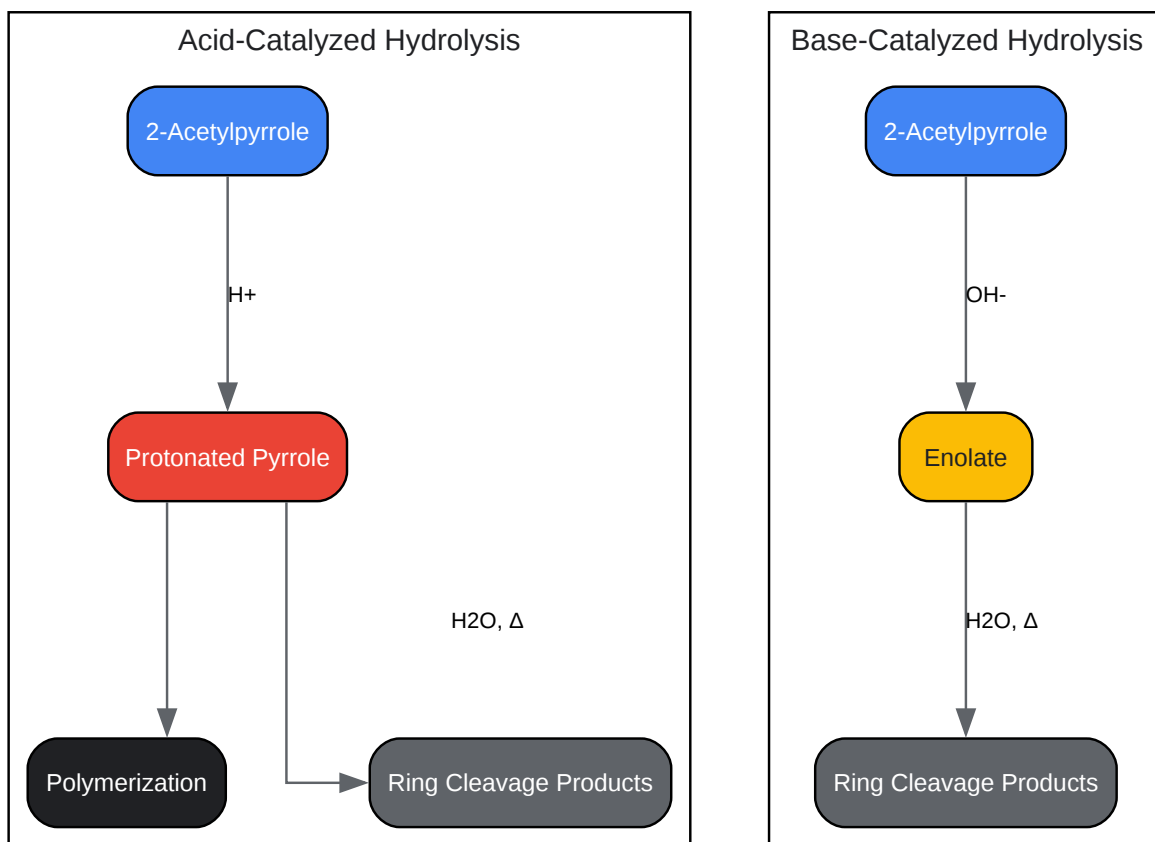 Acid-Catalyzed Hydrolysis
2-Acetylpyrrole
H+
Protonated Pyrrole
H2O, Δ
Polymerization
Ring Cleavage Products
Base-Catalyzed Hydrolysis
2-Acetylpyrrole
OH-
Enolate
H2O, Δ
Ring Cleavage Products